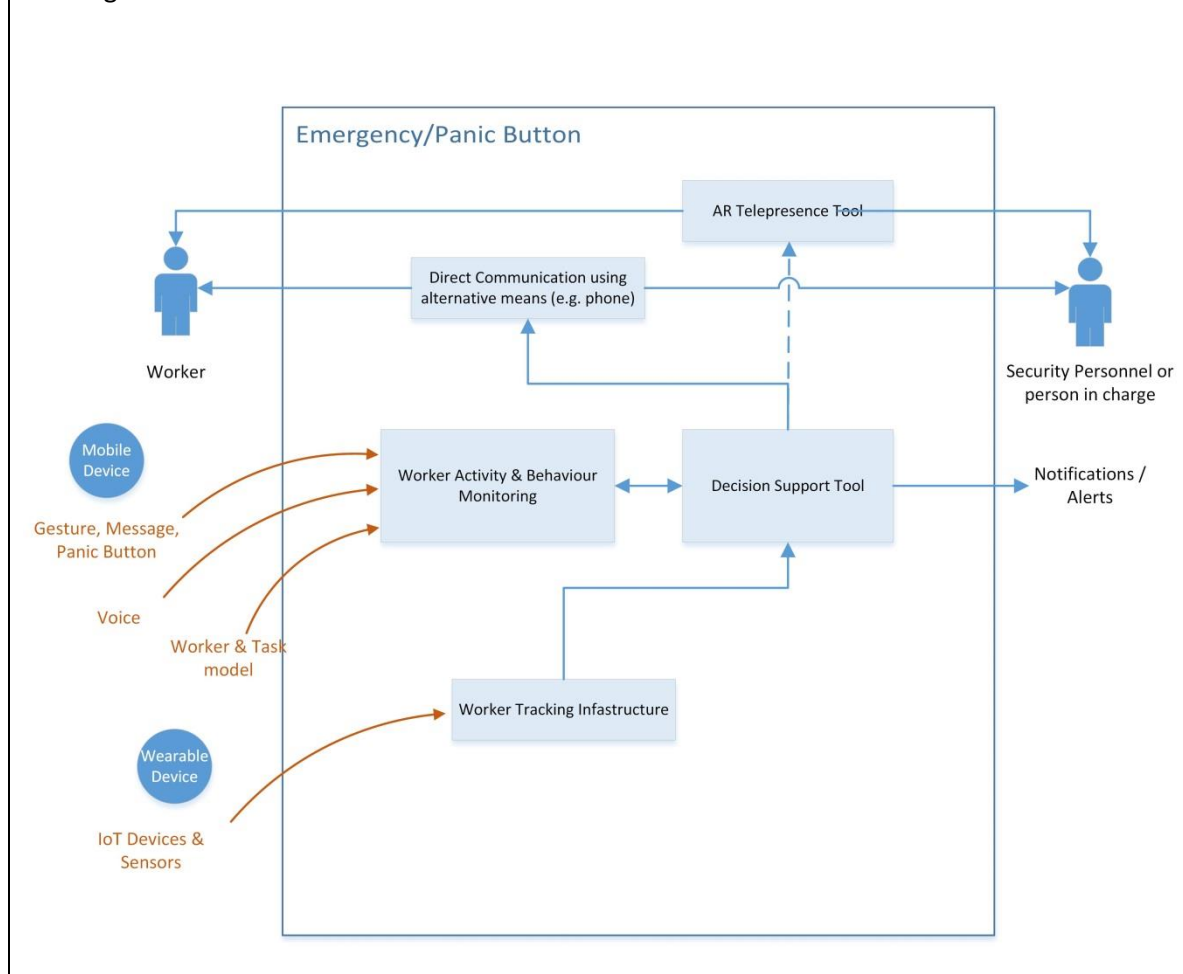 Emergency/Panic Button
AR Telepresence Tool
Direct Communication using
alternative means (e.g. phone)
Worker
Security Personnel or
person in charge
Mobile
Device
Worker Activity & Behaviour
Monitoring
Decision Support Tool
Notifications /
Alerts
Gesture, Message,
Panic Button
Voice
Worker & Task
model
Worker Tracking Infastructure
Wearable
Device
IoT Devices &
Sensors